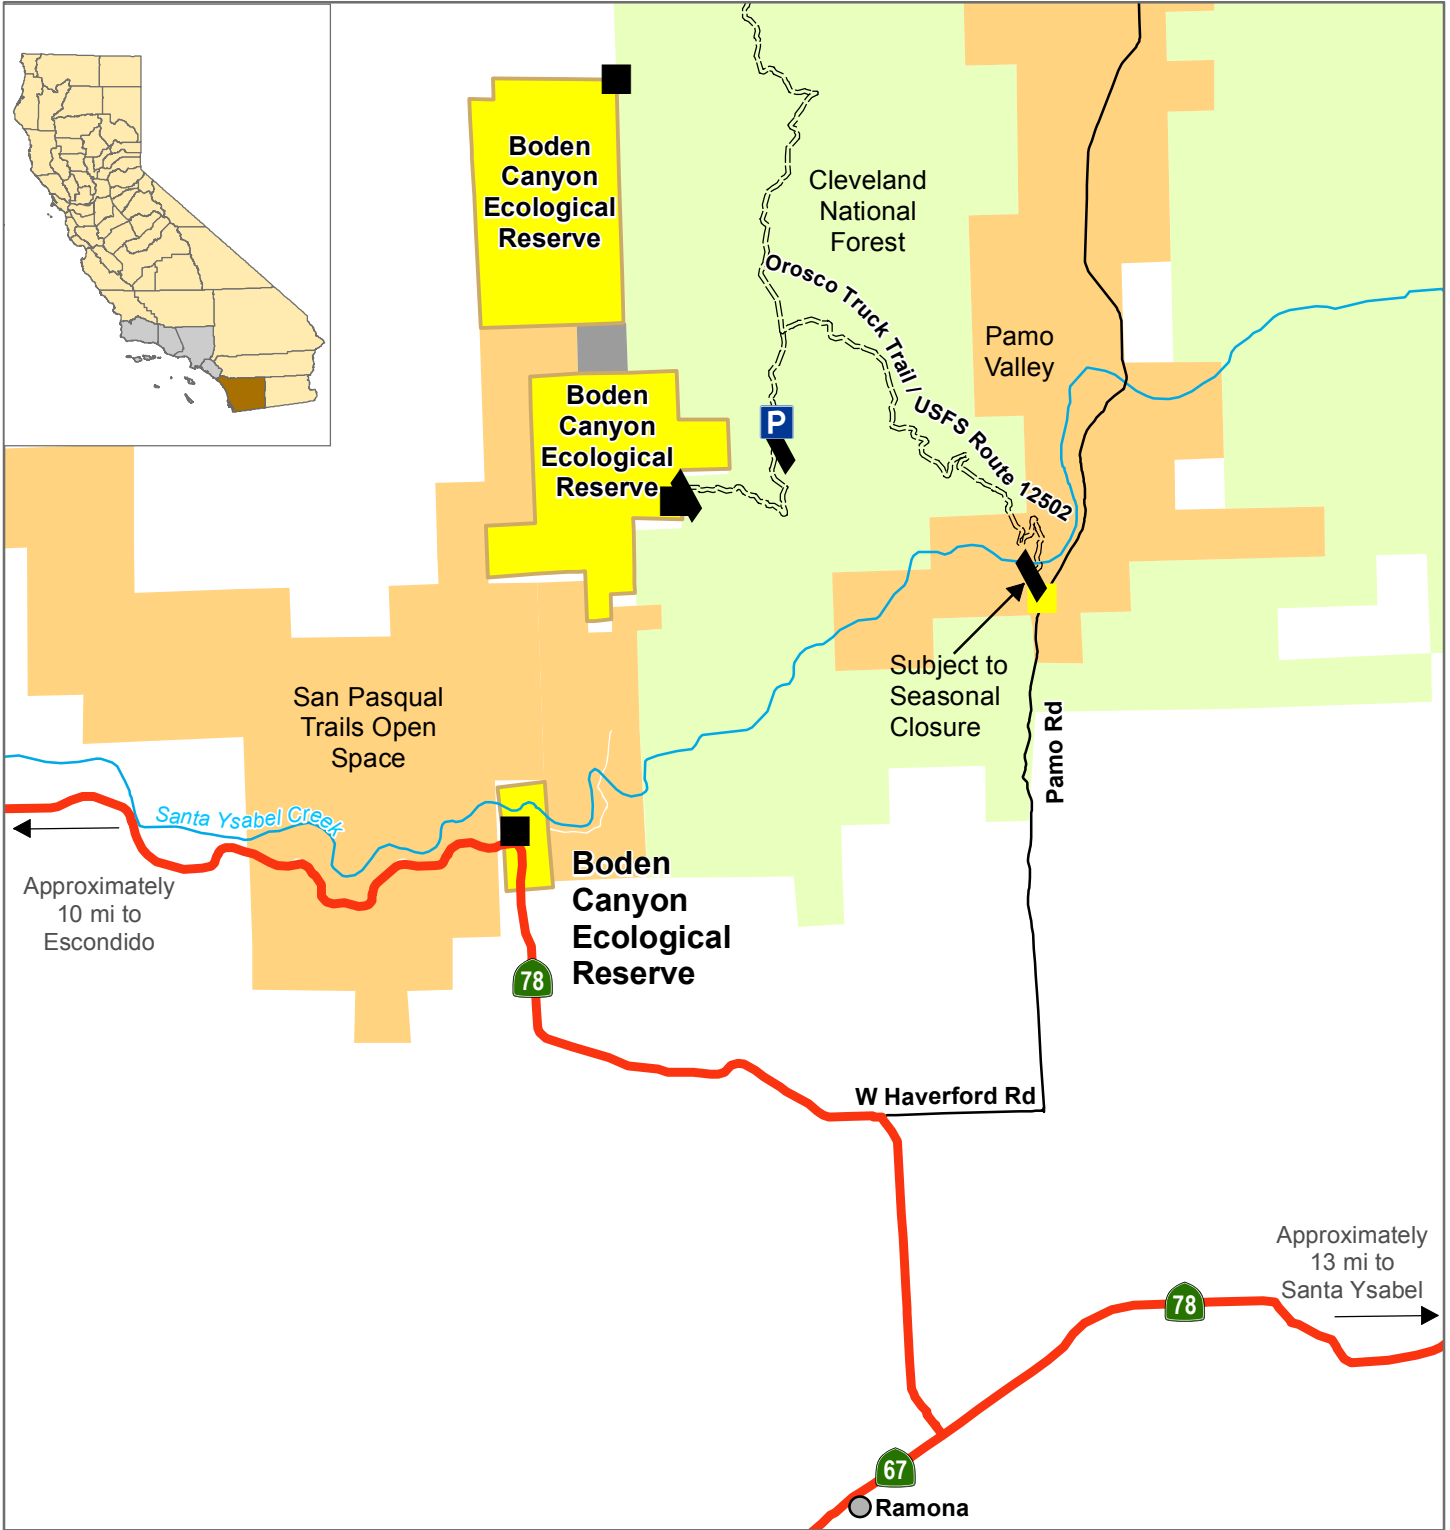 Boden
Canyon
Ecological
Reserve
Cleveland
National
Forest
Orosco Truck Trail / USFS Route 12502
Pamo
Valley
Boden
Canyon
Ecological
Reserve
P
Subject to
Seasonal
Closure
San Pasqual
Trails Open
Space
Pamo Rd
Santa Ysabel Creek
Approximately
10 mi to
Escondido
Boden
Canyon
Ecological
Reserve
78
W Haverford Rd
Approximately
13 mi to
Santa Ysabel
78
67
Ramona